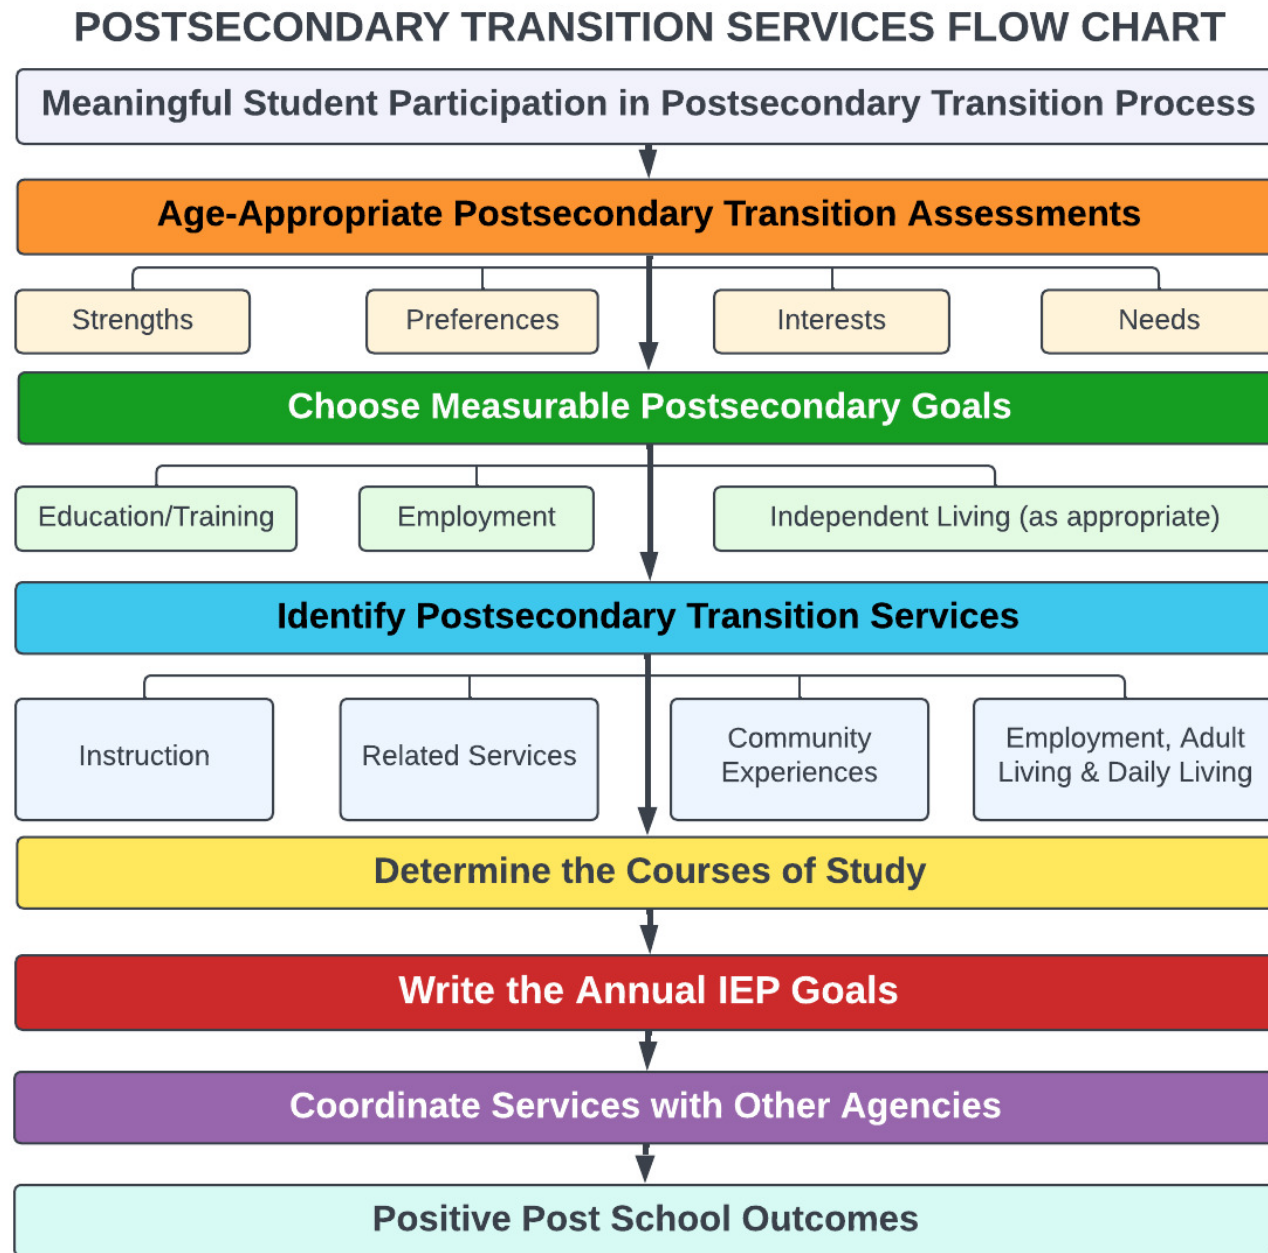 POSTSECONDARY TRANSITION SERVICES FLOW CHART
Meaningful Student Participation in Postsecondary Transition Process
Age-Appropriate Postsecondary Transition Assessments
Strengths
Preferences
Interests
Needs
Choose Measurable Postsecondary Goals
Education/Training
Employment
Independent Living (as appropriate)
Identify Postsecondary Transition Services
Instruction
Related Services
Community
Experiences
Employment, Adult
Living & Daily Living
Determine the Courses of Study
Write the Annual IEP Goals
Coordinate Services with Other Agencies
Positive Post School Outcomes